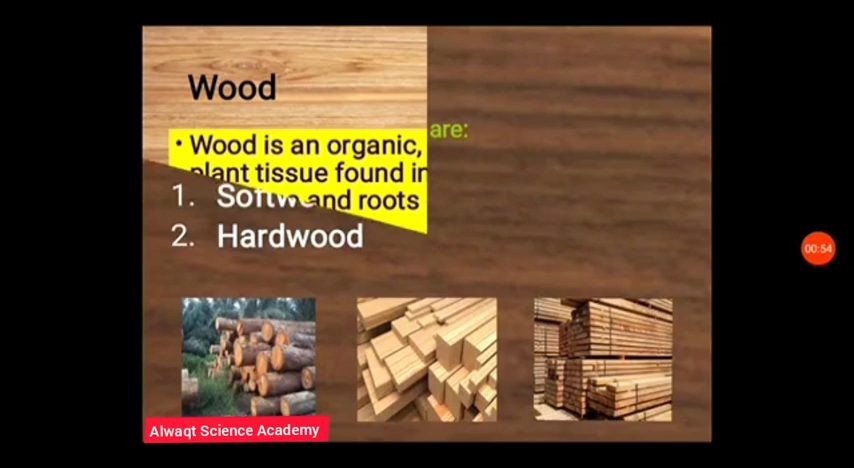 Wood
• Wood is an organic,
are:
plant tissue found in
1.
and roots
2. Hardwood
00:54
Alwaqt Science Academy